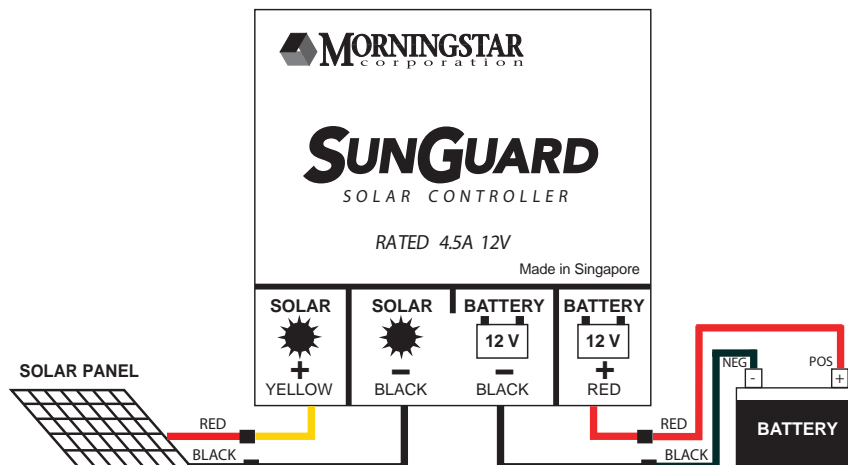 MORNINGSTAR
corporation
SUNGUARD
SOLAR CONTROLLER
RATED 4.5A 12V
Made in Singapore
SOLAR SOLAR BATTERY BATTERY
12 V 12 V
+ − − +
YELLOW BLACK BLACK RED
SOLAR PANEL
NEG POS
- +
RED RED
BATTERY
BLACK BLACK